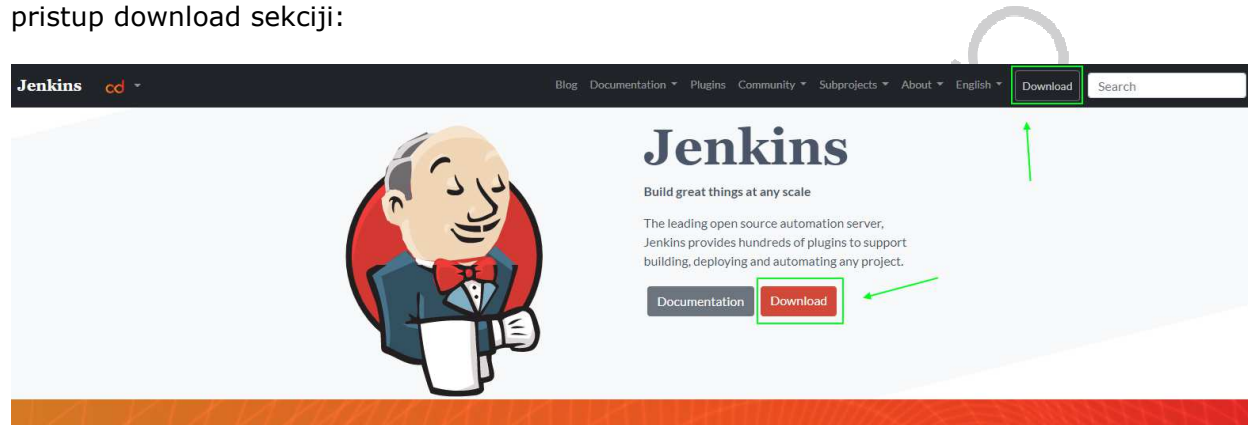 pristup download sekciji:
Jenkins cd Blog Documentation Plugins Community Subprojects About English Download Search
Jenkins
Build great things at any scale
The leading open source automation server,
Jenkins provides hundreds of plugins to support
building, deploying and automating any project.
Documentation Download